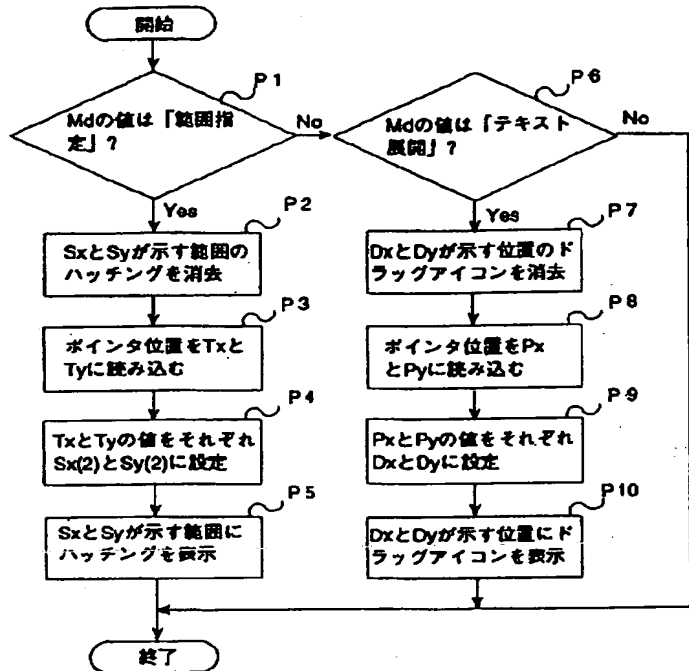 開始
P1
Mdの値は「範囲指
定」?
No
Yes
P2
SxとSyが示す範囲の
ハッチングを消去
P3
ポインタ位置をTxと
Tyに読み込む
P4
TxとTyの値をそれぞれ
Sx(2)とSy(2)に設定
P5
SxとSyが示す範囲に
ハッチングを表示
P6
Mdの値は「テキスト
展開」?
No
Yes
P7
DxとDyが示す位置のド
ラッグアイコンを消去
P8
ポインタ位置をPx
とPyに読み込む
P9
PxとPyの値をそれぞれ
DxとDyに設定
P10
DxとDyが示す位置にド
ラッグアイコンを表示
終了